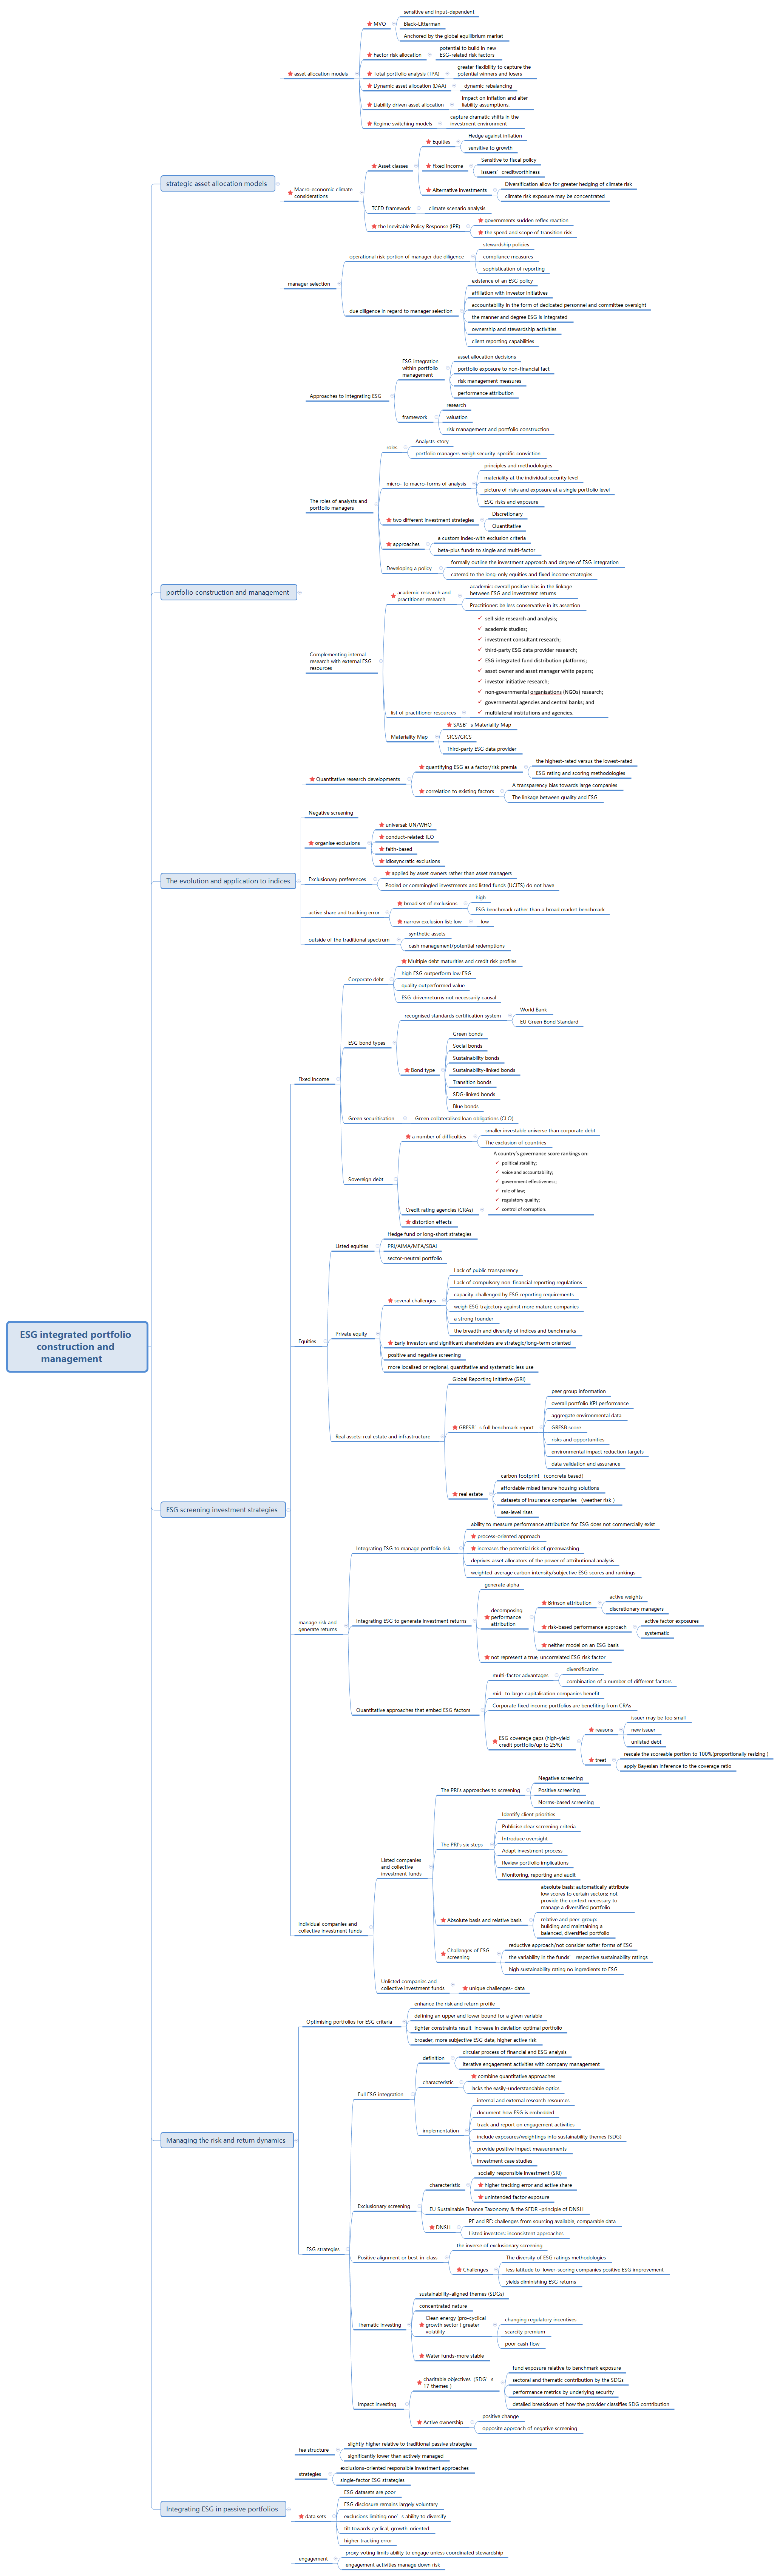 ESG integrated portfolio
construction and
management
strategic asset allocation models
asset allocation models
MVO
sensitive and input-dependent
Black-Litterman
Anchored by the global equilibrium market
Factor risk allocation
potential to build in new
ESG-related risk factors
Total portfolio analysis (TPA)
greater flexibility to capture the
potential winners and losers
Dynamic asset allocation (DAA)
dynamic rebalancing
Liability driven asset allocation
impact on inflation and alter
liability assumptions.
Regime switching models
capture dramatic shifts in the
investment environment
Macro-economic climate
considerations
Asset classes
Equities
Hedge against inflation
sensitive to growth
Fixed Income
Sensitive to fiscal policy
issuers' creditworthiness
Alternative Investments
Diversification allow for greater hedging of climate risk
climate risk exposure may be concentrated
TCFD framework
climate scenario analysis
the Inevitable Policy Response (IPR)
governments sudden reflex reaction
the speed and scope of transition risk
manager selection
operational risk portion of manager due diligence
stewardship policies
compliance measures
sophistication of reporting
due diligence in regard to manager selection
existence of an ESG policy
affiliation with investor initiatives
accountability in the form of dedicated personnel and committee oversight
the manner and degree ESG is integrated
ownership and stewardship activities
client reporting capabilities
portfolio construction and management
Approaches to integrating ESG
ESG integration
within portfolio
management
asset allocation decisions
portfolio exposure to non-financial fact
risk management measures
performance attribution
framework
research
valuation
risk management and portfolio construction
The roles of analysts and
portfolio managers
roles
Analysts-story
portfolio managers-weigh security-specific conviction
micro- to macro-forms of analysis
principles and methodologies
materiality at the individual security level
picture of risks and exposure at a single portfolio level
ESG risks and exposure
two different investment strategies
Discretionary
Quantitative
approaches
a custom index-with exclusion criteria
beta-plus funds to single and multi-factor
Developing a policy
formally outline the investment approach and degree of ESG integration
catered to the long-only equities and fixed income strategies
Complementing internal
research with external ESG
resources
academic research and
practitioner research
academic: overall positive bias in the linkage
between ESG and investment returns
Practitioner: be less conservative in its assertion
list of practitioner resources
sell-side research and analysis;
academic studies;
investment consultant research;
third-party ESG data provider research;
ESG-integrated fund distribution platforms;
asset owner and asset manager white papers;
investor initiative research;
non-governmental organisations (NGOs) research;
governmental agencies and central banks; and
multilateral institutions and agencies.
Materiality Map
SASB's Materiality Map
SICS/GICS
Third-party ESG data provider
Quantitative research developments
quantifying ESG as a factor/risk premia
the highest-rated versus the lowest-rated
ESG rating and scoring methodologies
correlation to existing factors
A transparency bias towards large companies
The linkage between quality and ESG
The evolution and application to indices
Negative screening
organise exclusions
universal: UN/WHO
conduct-related: ILO
faith-based
idiosyncratic exclusions
Exclusionary preferences
applied by asset owners rather than asset managers
Pooled or commingled investments and listed funds (UCITS) do not have
active share and tracking error
broad set of exclusions
high
ESG benchmark rather than a broad market benchmark
narrow exclusion list: low
low
outside of the traditional spectrum
synthetic assets
cash management/potential redemptions
ESG screening investment strategies
Fixed income
Corporate debt
Multiple debt maturities and credit risk profiles
high ESG outperform low ESG
quality outperformed value
ESG-drivenreturns not necessarily causal
ESG bond types
recognised standards certification system
World Bank
EU Green Bond Standard
Bond type
Green bonds
Social bonds
Sustainability bonds
Sustainability-linked bonds
Transition bonds
SDG-linked bonds
Blue bonds
Green securitisation
Green collateralised loan obligations (CLO)
Sovereign debt
a number of difficulties
smaller investable universe than corporate debt
The exclusion of countries
Credit rating agencies (CRAs)
A country's governance score rankings on:
political stability;
voice and accountability;
government effectiveness;
rule of law;
regulatory quality;
control of corruption
distortion effects
Equities
Listed equities
Hedge fund or long-short strategies
PRI/AIMA/MFA/SBAI
sector-neutral portfolio
Private equity
several challenges
Lack of public transparency
Lack of compulsory non-financial reporting regulations
capacity-challenged by ESG reporting requirements
weigh ESG trajectory against more mature companies
a strong founder
the breadth and diversity of indices and benchmarks
Early investors and significant shareholders are strategic/long-term oriented
positive and negative screening
more localised or regional, quantitative and systematic less use
Real assets: real estate and infrastructure
Global Reporting Initiative (GRI)
GRESB's full benchmark report
peer group information
overall portfolio KPI performance
aggregate environmental data
GRESB score
risks and opportunities
environmental impact reduction targets
data validation and assurance
real estate
carbon footprint （concrete based）
affordable mixed tenure housing solutions
datasets of insurance companies （weather risk ）
sea-level rises
manage risk and
generate returns
Integrating ESG to manage portfolio risk
ability to measure performance attribution for ESG does not commercially exist
process-oriented approach
increases the potential risk of greenwashing
deprives asset allocators of the power of attributional analysis
weighted-average carbon intensity/subjective ESG scores and rankings
Integrating ESG to generate investment returns
generate alpha
decomposing
performance
attribution
Brinson attribution
active weights
discretionary managers
risk-based performance approach
active factor exposures
systematic
neither model on an ESG basis
not represent a true, uncorrelated ESG risk factor
Quantitative approaches that embed ESG factors
multi-factor advantages
diversification
combination of a number of different factors
mid- to large-capitalisation companies benefit
Corporate fixed income portfolios are benefiting from CRAs
ESG coverage gaps (high-yield
credit portfolio/up to 25%)
reasons
issuer may be too small
new issuer
unlisted debt
treat
rescale the scoreable portion to 100%(proportionally resizing )
apply Bayesian inference to the coverage ratio
individual companies and
collective investment funds
Listed companies
and collective
investment funds
The PRI's approaches to screening
Negative screening
Positive screening
Norms-based screening
The PRI's six steps
Identify client priorities
Publicise clear screening criteria
Introduce oversight
Adapt investment process
Review portfolio implications
Monitoring, reporting and audit
Absolute basis and relative basis
absolute basis: automatically attribute
low scores to certain sectors; not
provide the context necessary to
manage a diversified portfolio
relative and peer-group:
building and maintaining a
balanced, diversified portfolio
Challenges of ESG
screening
reductive approach/not consider softer forms of ESG
the variability in the funds' respective sustainability ratings
high sustainability rating no ingredients to ESG
Unlisted companies and
collective investment funds
unique challenges- data
Managing the risk and return dynamics
Optimising portfolios for ESG criteria
enhance the risk and return profile
defining an upper and lower bound for a given variable
tighter constraints result increase in deviation optimal portfolio
broader, more subjective ESG data, higher active risk
ESG strategies
Full ESG integration
definition
circular process of financial and ESG analysis
iterative engagement activities with company management
characteristic
combine quantitative approaches
lacks the easily-understandable optics
implementation
internal and external research resources
document how ESG is embedded
track and report on engagement activities
include exposures/weightings into sustainability themes (SDG)
provide positive impact measurements
investment case studies
Exclusionary screening
characteristic
socially responsible investment (SRI)
higher tracking error and active share
unintended factor exposure
EU Sustainable Finance Taxonomy & the SFDR -principle of DNSH
DNSH
PE and RE: challenges from sourcing available, comparable data
Listed investors: inconsistent approaches
Positive alignment or best-in-class
the inverse of exclusionary screening
Challenges
The diversity of ESG ratings methodologies
less latitude to lower-scoring companies positive ESG improvement
yields diminishing ESG returns
Thematic investing
sustainability-aligned themes (SDGs)
concentrated nature
Clean energy (pro-cyclical
growth sector ) greater
volatility
changing regulatory incentives
scarcity premium
poor cash flow
Water funds-more stable
Impact investing
charitable objectives（SDG's
17 themes ）
fund exposure relative to benchmark exposure
sectoral and thematic contribution by the SDGs
performance metrics by underlying security
detailed breakdown of how the provider classifies SDG contribution
Active ownership
positive change
opposite approach of negative screening
Integrating ESG in passive portfolios
fee structure
slightly higher relative to traditional passive strategies
significantly lower than actively managed
strategies
exclusions-oriented responsible investment approaches
single-factor ESG strategies
data sets
ESG datasets are poor
ESG disclosure remains largely voluntary
exclusions limiting one's ability to diversify
tilt towards cyclical, growth-oriented
higher tracking error
engagement
proxy voting limits ability to engage unless coordinated stewardship
engagement activities manage down risk